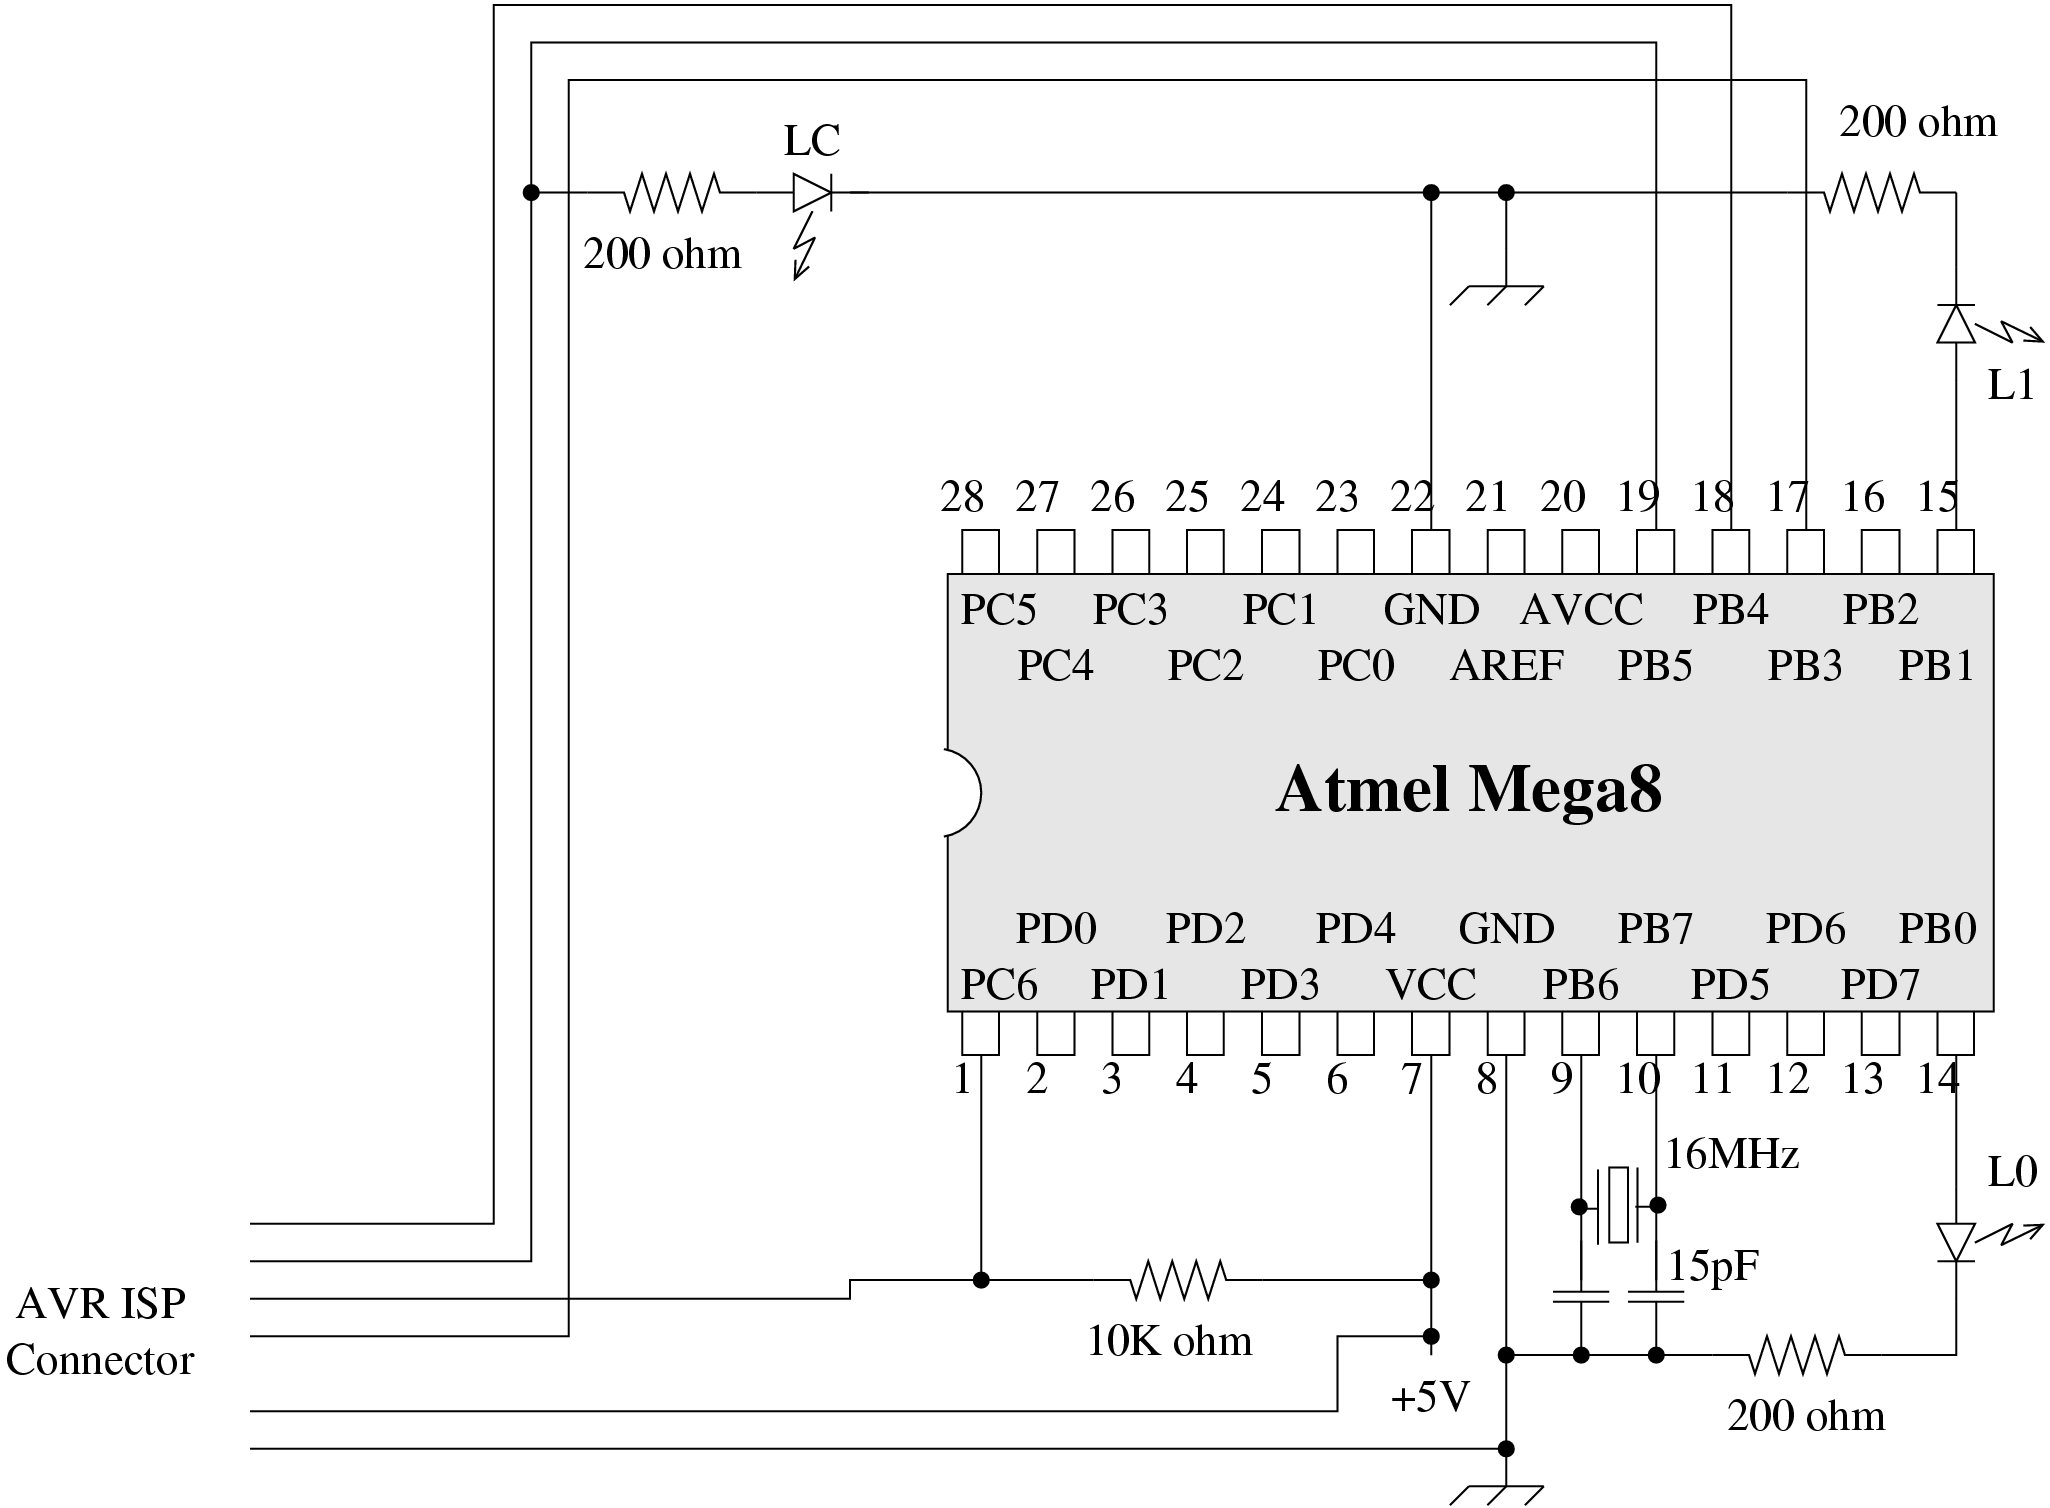 LC
200 ohm
200 ohm
L1
28 27 26 25 24 23 22 21 20 19 18 17 16 15
PC5 PC3 PC1 GND AVCC PB4 PB2
PC4 PC2 PC0 AREF PB5 PB3 PB1
Atmel Mega8
PD0 PD2 PD4 GND PB7 PD6 PB0
PC6 PD1 PD3 VCC PB6 PD5 PD7
1 2 3 4 5 6 7 8 9 10 11 12 13 14
16MHz
L0
15pF
AVR ISP
Connector
10K ohm
+5V
200 ohm